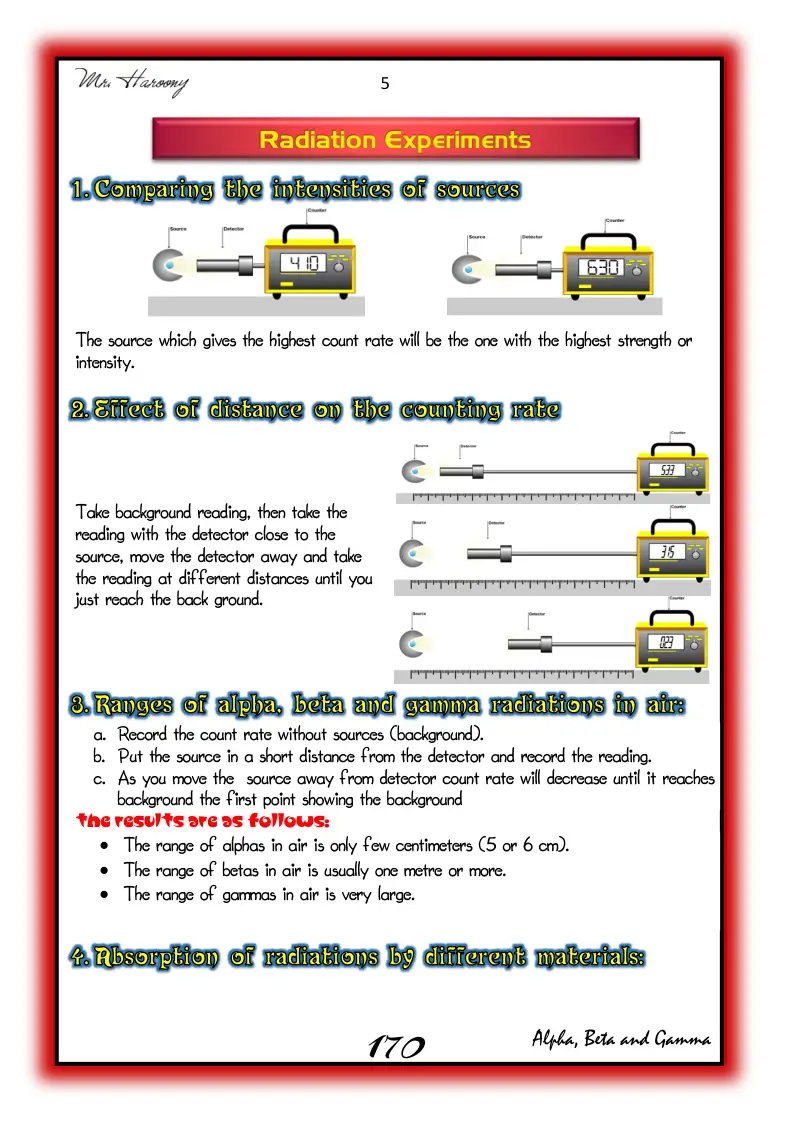 Mr. Haroony
5
Radiation Experiments
1. Comparing the intensities of sources
Counter
Source
Detector
410
Counter
Source
Detector
630
The source which gives the highest count rate will be the one with the highest strength or
intensity.
2. Effect of distance on the counting rate
Counter
Source
Detector
533
Counter
Source
Detector
315
Counter
Source
Detector
023
Take background reading, then take the
reading with the detector close to the
source, move the detector away and take
the reading at different distances until you
just reach the back ground.
3. Ranges of alpha, beta and gamma radiations in air:
a. Record the count rate without sources (background).
b. Put the source in a short distance from the detector and record the reading.
c. As you move the source away from detector count rate will decrease until it reaches
background the first point showing the background
The results are as follows:
• The range of alphas in air is only few centimeters (5 or 6 cm).
• The range of betas in air is usually one metre or more.
• The range of gammas in air is very large.
4. Absorption of radiations by different materials:
170
Alpha, Beta and Gamma